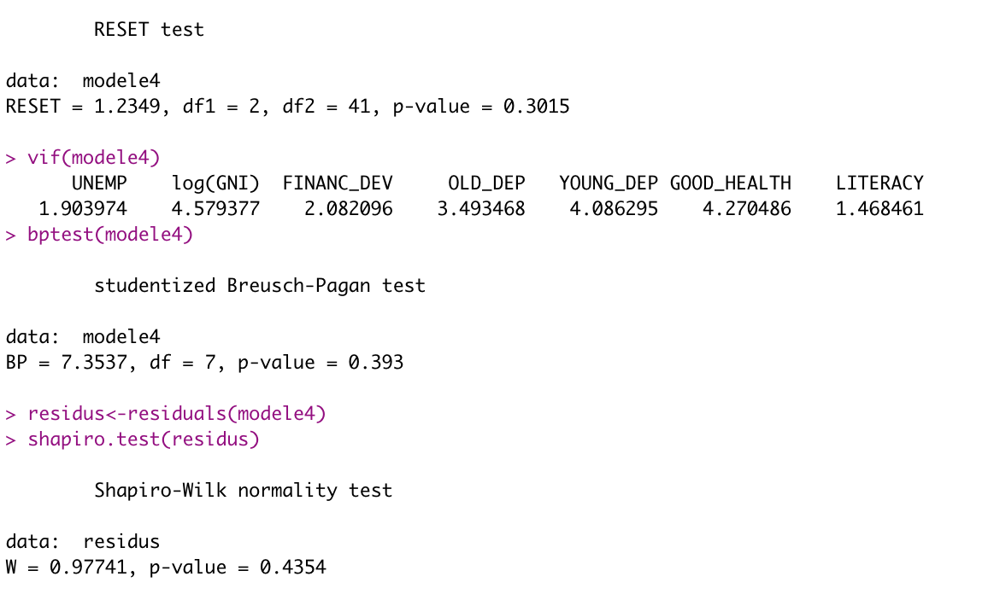 RESET test
data:  modele4
RESET = 1.2349, df1 = 2, df2 = 41, p-value = 0.3015
> vif(modele4)
      UNEMP    log(GNI)  FINANC_DEV     OLD_DEP   YOUNG_DEP GOOD_HEALTH    LITERACY
   1.903974    4.579377    2.082096    3.493468    4.086295    4.270486    1.468461
> bptest(modele4)
studentized Breusch-Pagan test
data:  modele4
BP = 7.3537, df = 7, p-value = 0.393
> residus<-residuals(modele4)
> shapiro.test(residus)
Shapiro-Wilk normality test
data:  residus
W = 0.97741, p-value = 0.4354